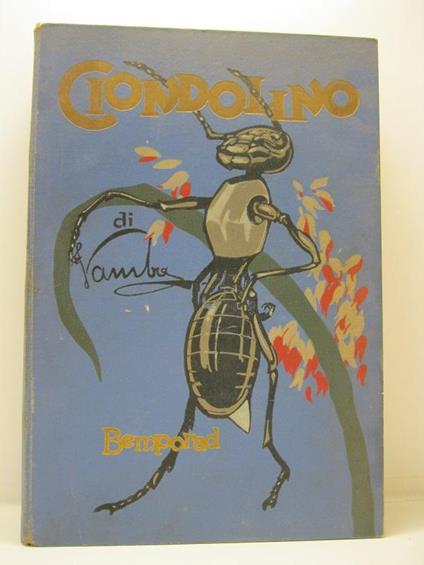 CIONDOLINO
di
Vamba
Bemporad